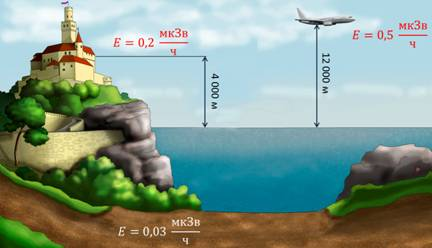 E = 0,2 мкЗв/ч
E = 0,5 мкЗв/ч
4 000 м
12 000 м
E = 0,03 мкЗв/ч